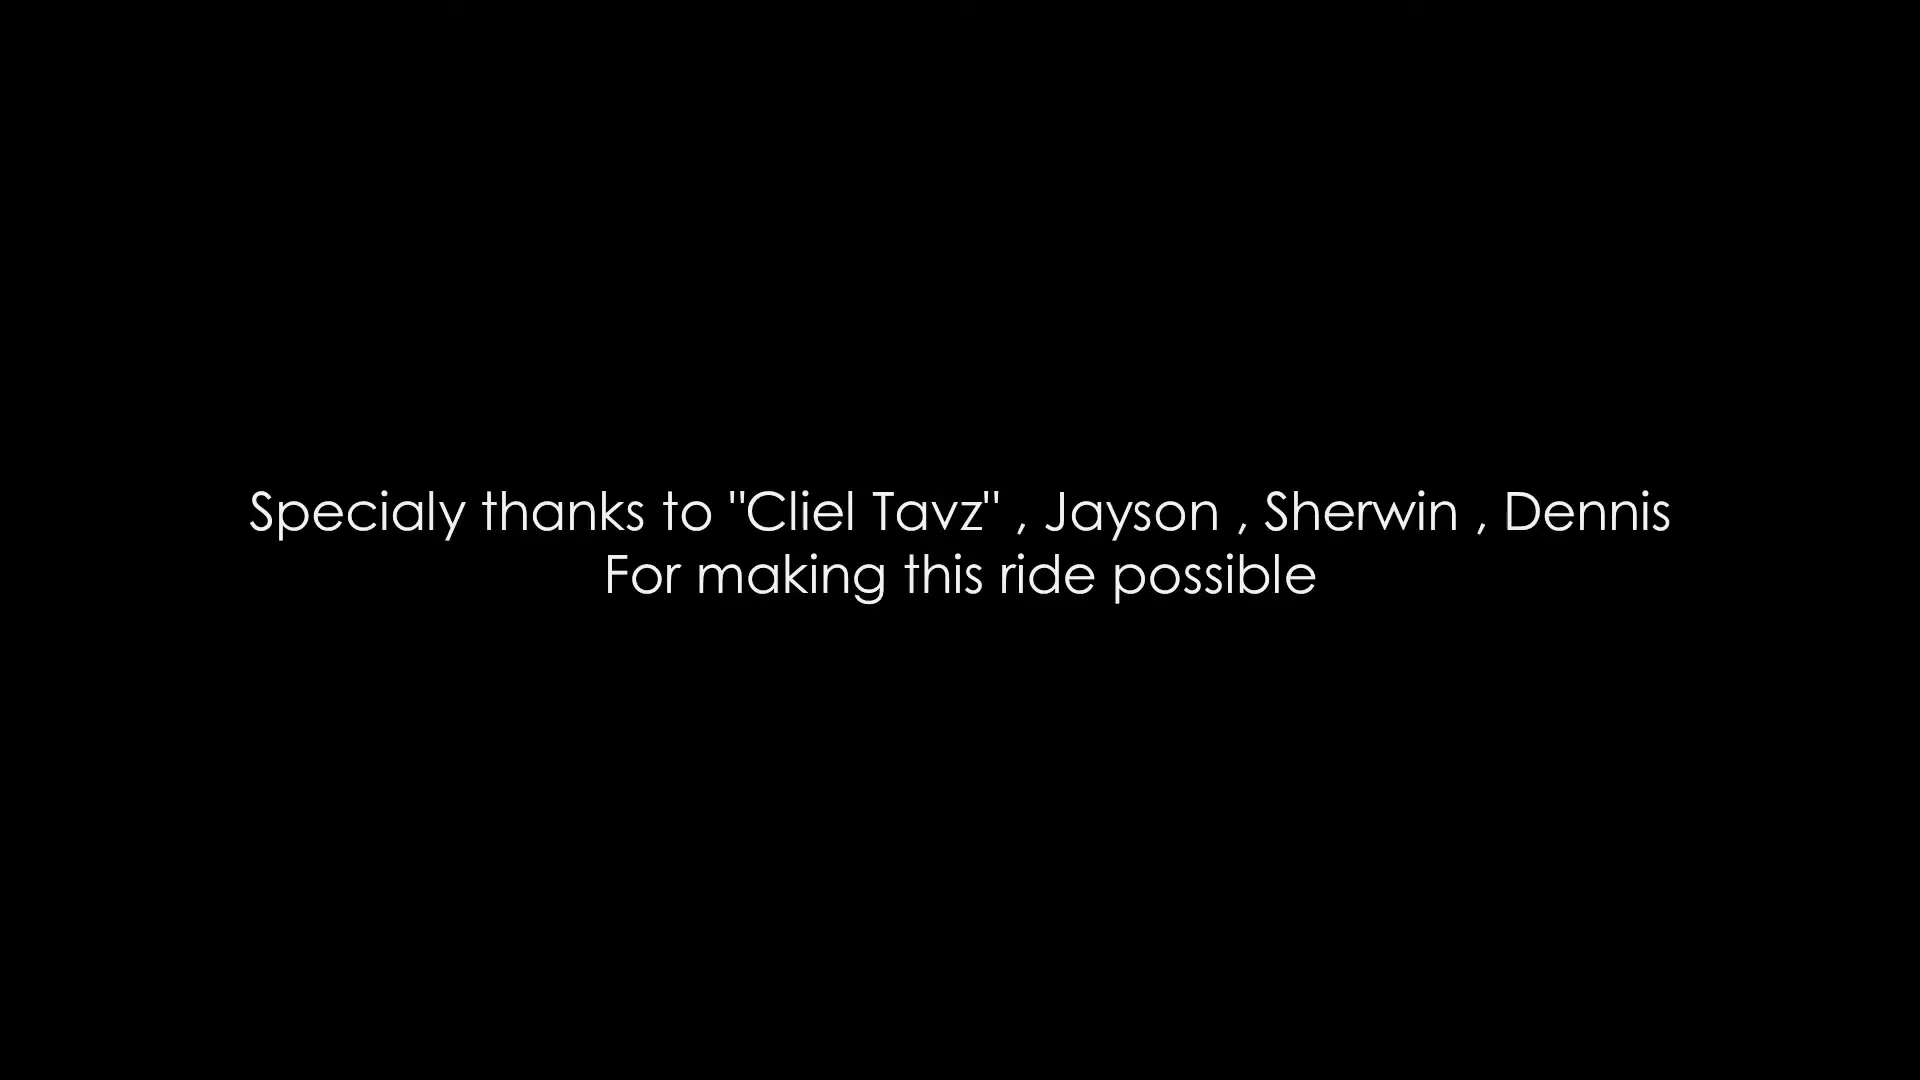 Specialy thanks to "Cliel Tavz" , Jayson , Sherwin , Dennis
For making this ride possible